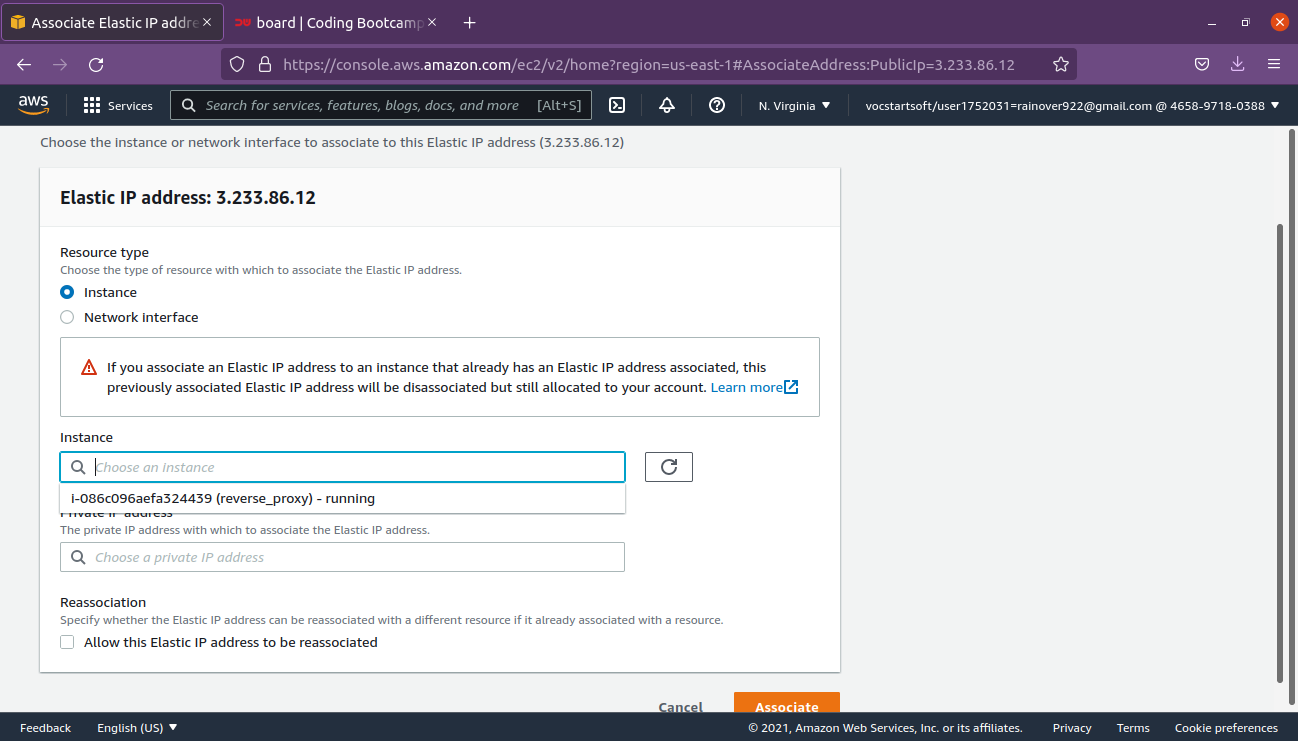 Associate Elastic IP addre
board | Coding Bootcamp
https://console.aws.amazon.com/ec2/v2/home?region=us-east-1#AssociateAddress:PublicIp=3.233.86.12
aws
Services
Search for services, features, blogs, docs, and more [Alt+S]
N. Virginia
vocstartsoft/user1752031=rainover922@gmail.com @ 4658-9718-0388
Choose the instance or network interface to associate to this Elastic IP address (3.233.86.12)
Elastic IP address: 3.233.86.12
Resource type
Choose the type of resource with which to associate the Elastic IP address.
Instance
Network interface
If you associate an Elastic IP address to an instance that already has an Elastic IP address associated, this
previously associated Elastic IP address will be disassociated but still allocated to your account. Learn more
Instance
Choose an instance
i-086c096aefa324439 (reverse_proxy) - running
Private IP address
The private IP address with which to associate the Elastic IP address.
Choose a private IP address
Reassociation
Specify whether the Elastic IP address can be reassociated with a different resource if it already associated with a resource.
Allow this Elastic IP address to be reassociated
Cancel
Associate
Feedback
English (US)
© 2021, Amazon Web Services, Inc. or its affiliates.
Privacy
Terms
Cookie preferences